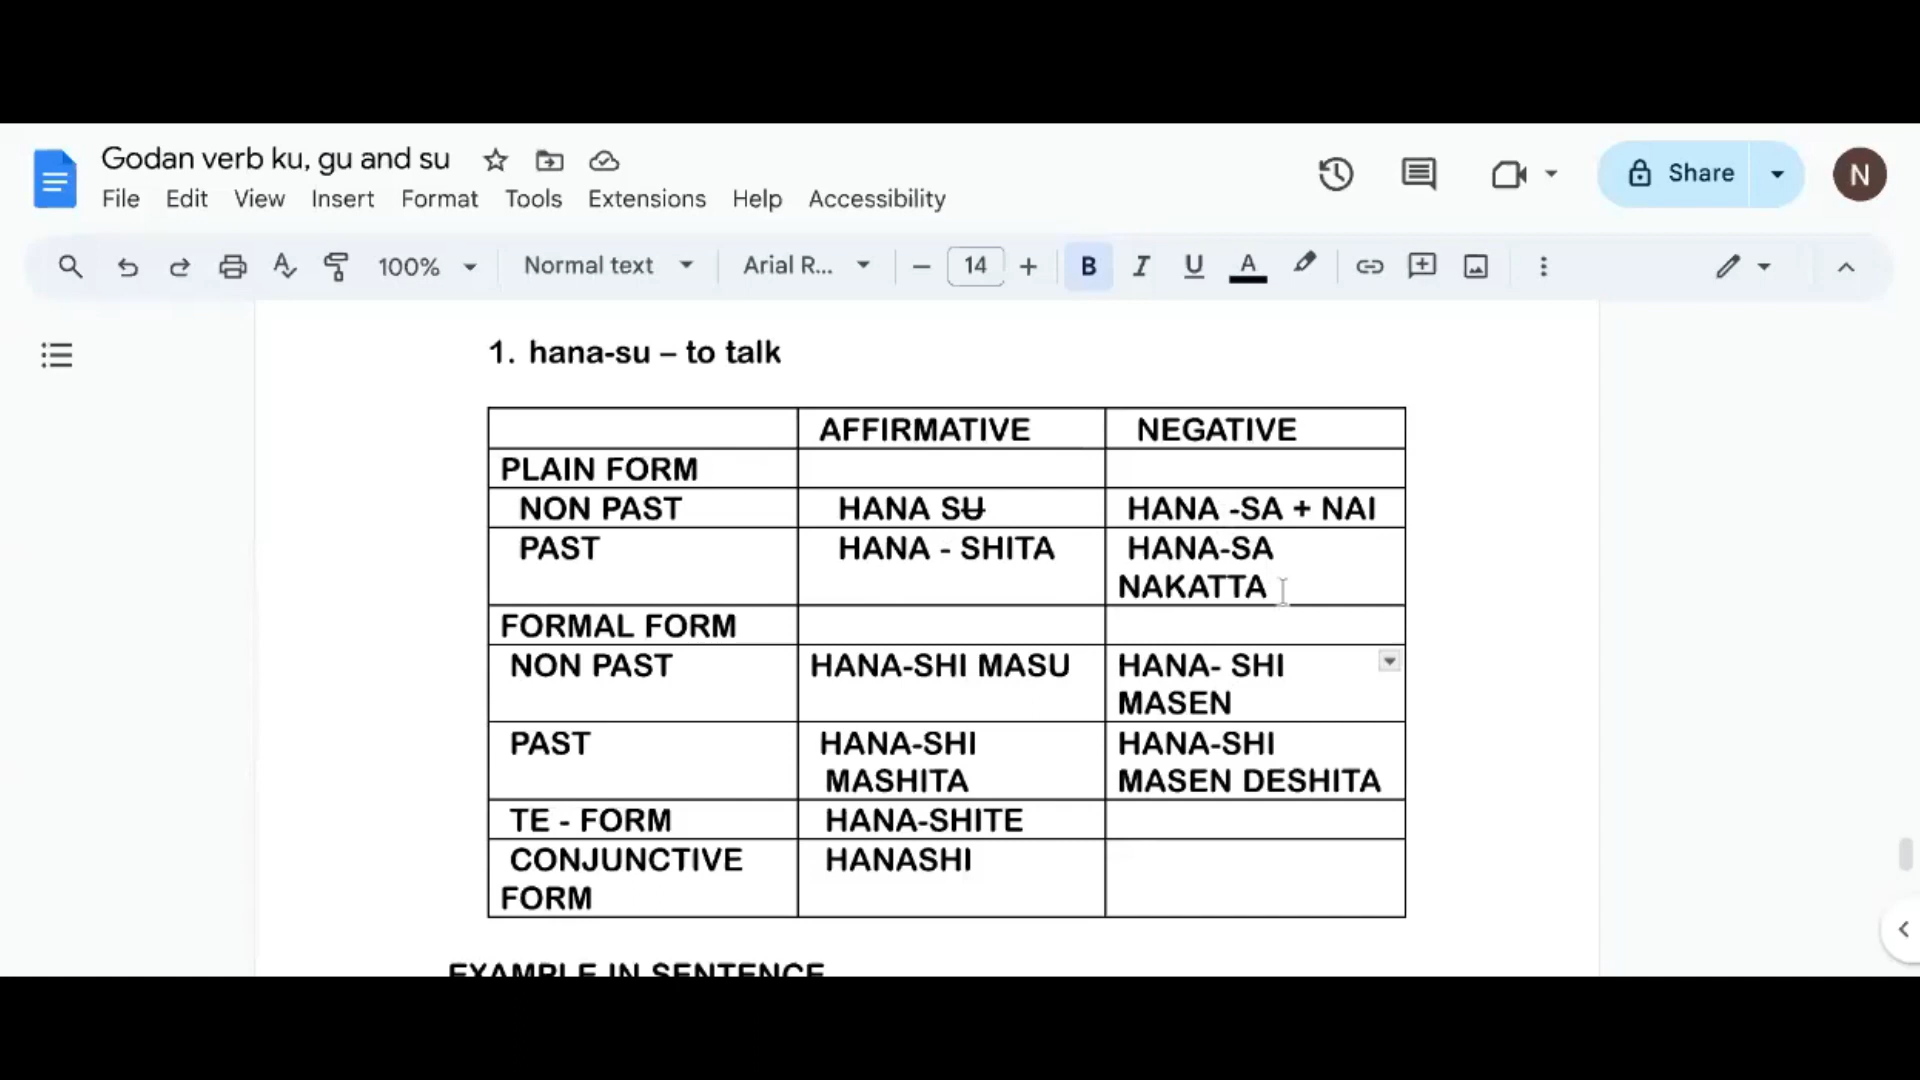 Godan verb ku, gu and su
File Edit View Insert Format Tools Extensions Help Accessibility
Share
N
100% Normal text Arial R... 14 B I U A
1. hana-su – to talk
AFFIRMATIVE NEGATIVE
PLAIN FORM
NON PAST HANA SU HANA -SA + NAI
PAST HANA - SHITA HANA-SA
NAKATTA
FORMAL FORM
NON PAST HANA-SHI MASU HANA- SHI
MASEN
PAST HANA-SHI HANA-SHI
MASHITA MASEN DESHITA
TE - FORM HANA-SHITE
CONJUNCTIVE HANASHI
FORM
EXAMPLE IN SENTENCE